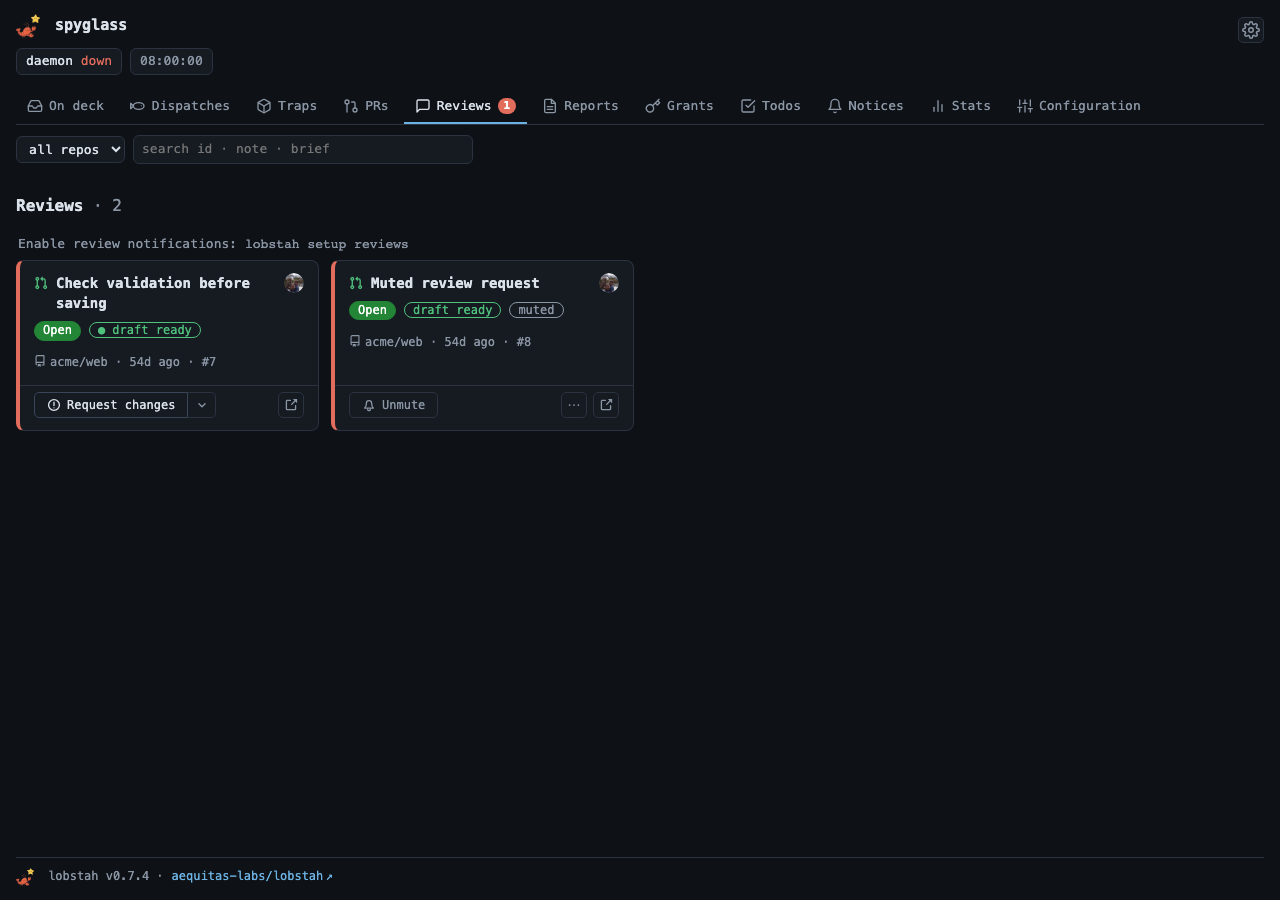 spyglass
daemon down 08:00:00
On deck Dispatches Traps PRs Reviews 1 Reports Grants Todos Notices Stats Configuration
all repos search id · note · brief
Reviews · 2
Enable review notifications: lobstah setup reviews
Check validation before
saving
Open draft ready
acme/web · 54d ago · #7
Request changes
Muted review request
Open draft ready muted
acme/web · 54d ago · #8
Unmute ···
lobstah v0.7.4 · aequitas-labs/lobstah↗